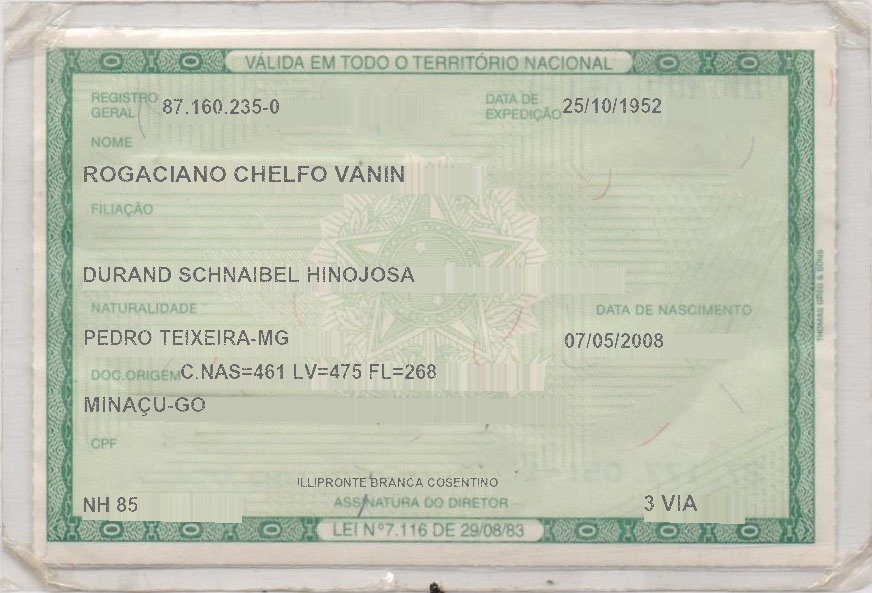 VÁLIDA EM TODO O TERRITÓRIO NACIONAL
REGISTRO GERAL 87.160.235-0 DATA DE EXPEDIÇÃO 25/10/1952
NOME
ROGACIANO CHELFO VANIN
FILIAÇÃO
DURAND SCHNAIBEL HINOJOSA
NATURALIDADE DATA DE NASCIMENTO
PEDRO TEIXEIRA-MG 07/05/2008
DOC.ORIGEM C.NAS=461 LV=475 FL=268
MINAÇU-GO
CPF
ILLIPRONTE BRANCA COSENTINO
NH 85 ASSINATURA DO DIRETOR 3 VIA
LEI Nº 7.116 DE 29/08/83
THOMAS GREG & SONS